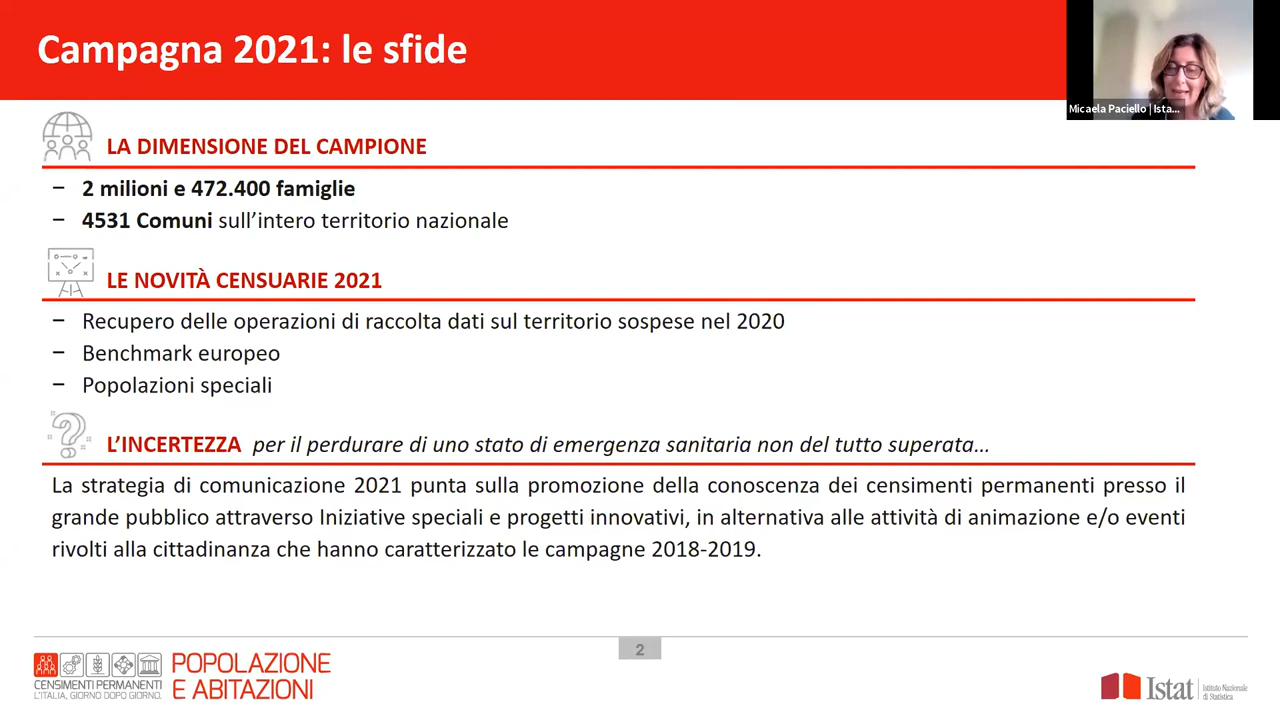 Campagna 2021: le sfide
Micaela Paciello | Ista...
LA DIMENSIONE DEL CAMPIONE
− 2 milioni e 472.400 famiglie
− 4531 Comuni sull’intero territorio nazionale
LE NOVITÀ CENSUARIE 2021
− Recupero delle operazioni di raccolta dati sul territorio sospese nel 2020
− Benchmark europeo
− Popolazioni speciali
L’INCERTEZZA per il perdurare di uno stato di emergenza sanitaria non del tutto superata…
La strategia di comunicazione 2021 punta sulla promozione della conoscenza dei censimenti permanenti presso il
grande pubblico attraverso Iniziative speciali e progetti innovativi, in alternativa alle attività di animazione e/o eventi
rivolti alla cittadinanza che hanno caratterizzato le campagne 2018-2019.
2
CENSIMENTI PERMANENTI
L’ITALIA, GIORNO DOPO GIORNO.
POPOLAZIONE
E ABITAZIONI
Istat
Istituto Nazionale
di Statistica